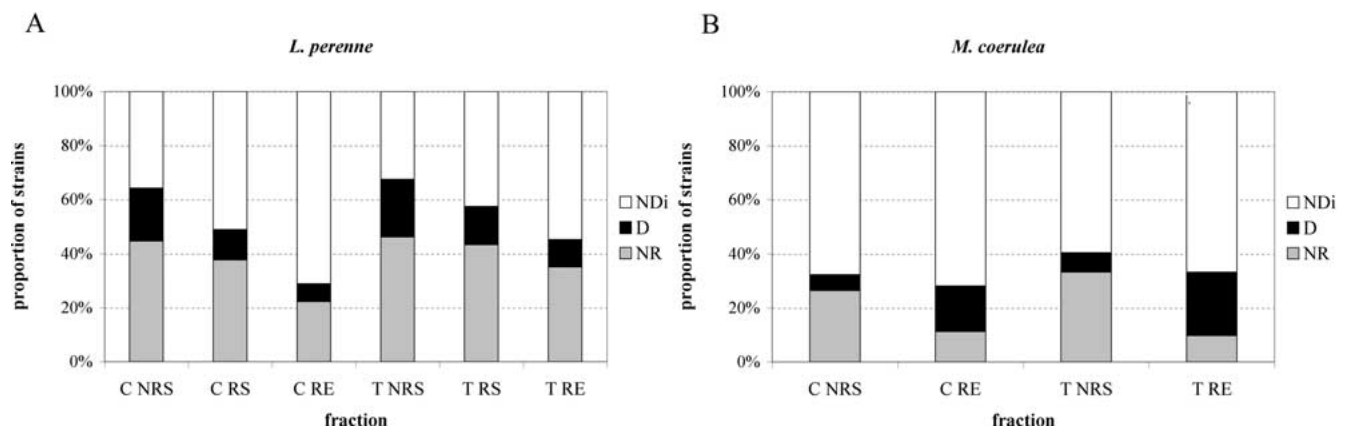 A
L. perenne
100%
80%
60%
40%
20%
0%
proportion of strains
C NRS C RS C RE T NRS T RS T RE
fraction
NDi
D
NR
B
M. coerulea
100%
80%
60%
40%
20%
0%
proportion of strains
C NRS C RE T NRS T RE
fraction
NDi
D
NR